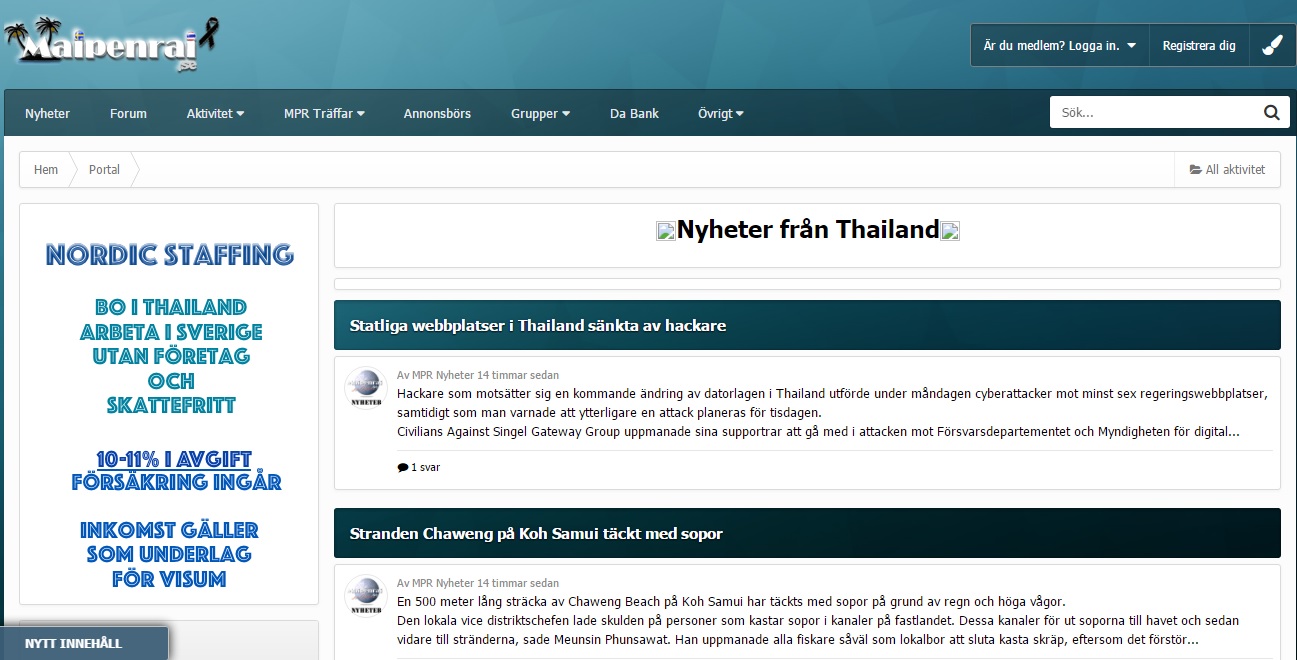 Maipenrai
.se
Är du medlem? Logga in.
Registrera dig
Nyheter
Forum
Aktivitet
MPR Träffar
Annonsbörs
Grupper
Da Bank
Övrigt
Sök...
Hem
Portal
All aktivitet
NORDIC STAFFING
BO I THAILAND
ARBETA I SVERIGE
UTAN FÖRETAG
OCH
SKATTEFRITT
10-11% I AVGIFT
FÖRSÄKRING INGÅR
INKOMST GÄLLER
SOM UNDERLAG
FÖR VISUM
NYTT INNEHÅLL
Nyheter från Thailand
Statliga webbplatser i Thailand sänkta av hackare
NYHETER
Av MPR Nyheter 14 timmar sedan
Hackare som motsätter sig en kommande ändring av datorlagen i Thailand utförde under måndagen cyberattacker mot minst sex regeringswebbplatser,
samtidigt som man varnade att ytterligare en attack planeras för tisdagen.
Civilians Against Singel Gateway Group uppmanade sina supportrar att gå med i attacken mot Försvarsdepartementet och Myndigheten för digital...
1 svar
Stranden Chaweng på Koh Samui täckt med sopor
NYHETER
Av MPR Nyheter 14 timmar sedan
En 500 meter lång sträcka av Chaweng Beach på Koh Samui har täckts med sopor på grund av regn och höga vågor.
Den lokala vice distriktschefen lade skulden på personer som kastar sopor i kanaler på fastlandet. Dessa kanaler för ut soporna till havet och sedan
vidare till stränderna, sade Meunsin Phunsawat. Han uppmanade alla fiskare såväl som lokalbor att sluta kasta skräp, eftersom det förstör...